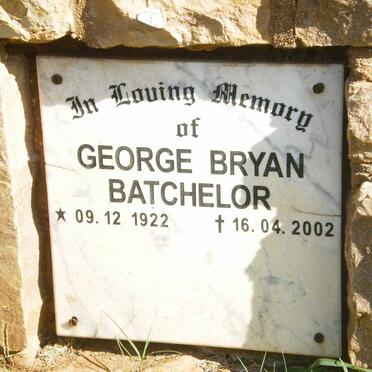 In Loving Memory
of
GEORGE BRYAN
BATCHELOR
★ 09.12 1922 † 16.04.2002